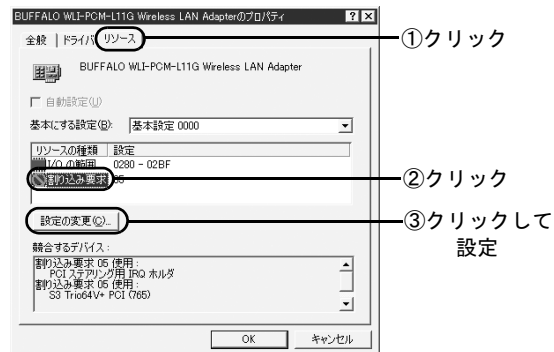 BUFFALO WLI-PCM-L11G Wireless LAN Adapterのプロパティ
全般 ドライバ リソース
①クリック
BUFFALO WLI-PCM-L11G Wireless LAN Adapter
自動設定(U)
基本にする設定(B): 基本設定 0000
リソースの種類 設定
I/O の範囲 0280 - 02BF
割り込み要求 05
②クリック
設定の変更(C)...
③クリックして
設定
競合するデバイス:
割り込み要求 05 使用:
PCI ステアリング用 IRQ ホルダ
割り込み要求 05 使用:
S3 Trio64V+ PCI (765)
OK キャンセル